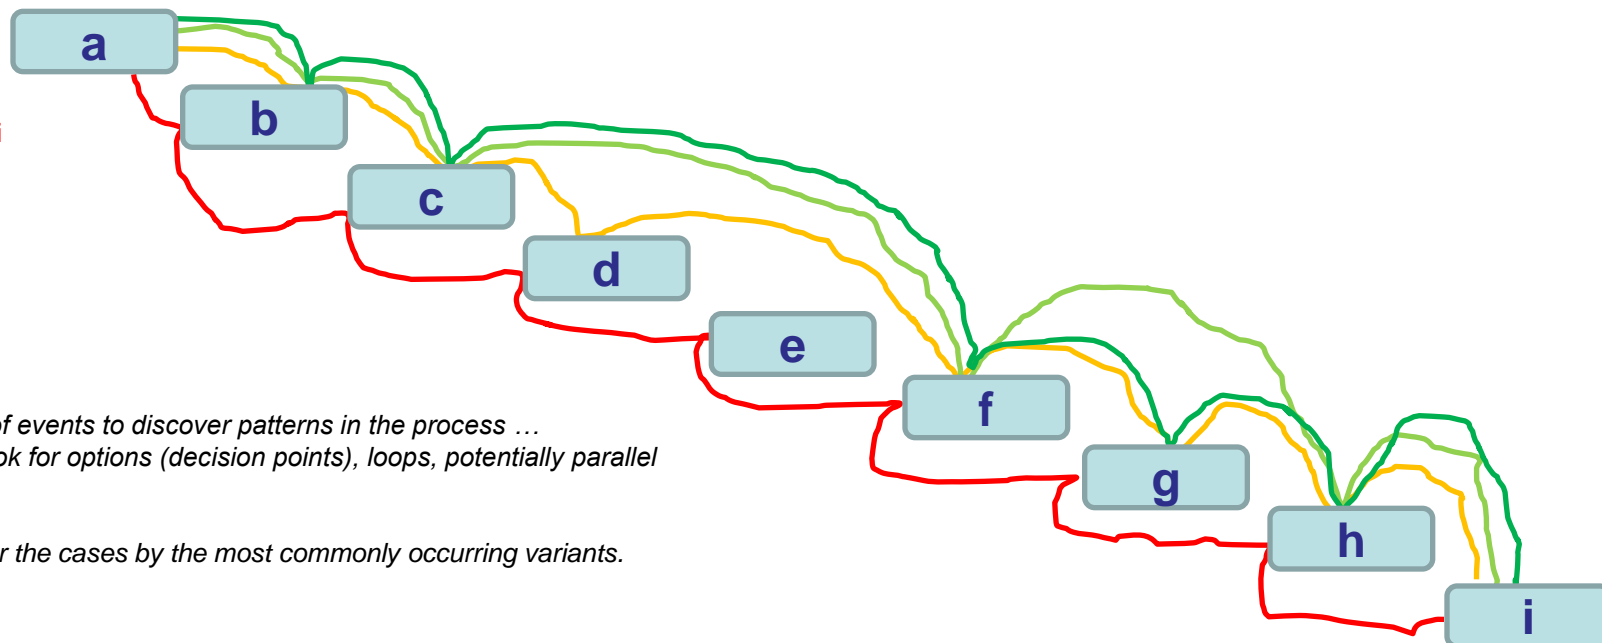 a
b
c
d
e
f
g
h
i
of events to discover patterns in the process …
ok for options (decision points), loops, potentially parallel
r the cases by the most commonly occurring variants.